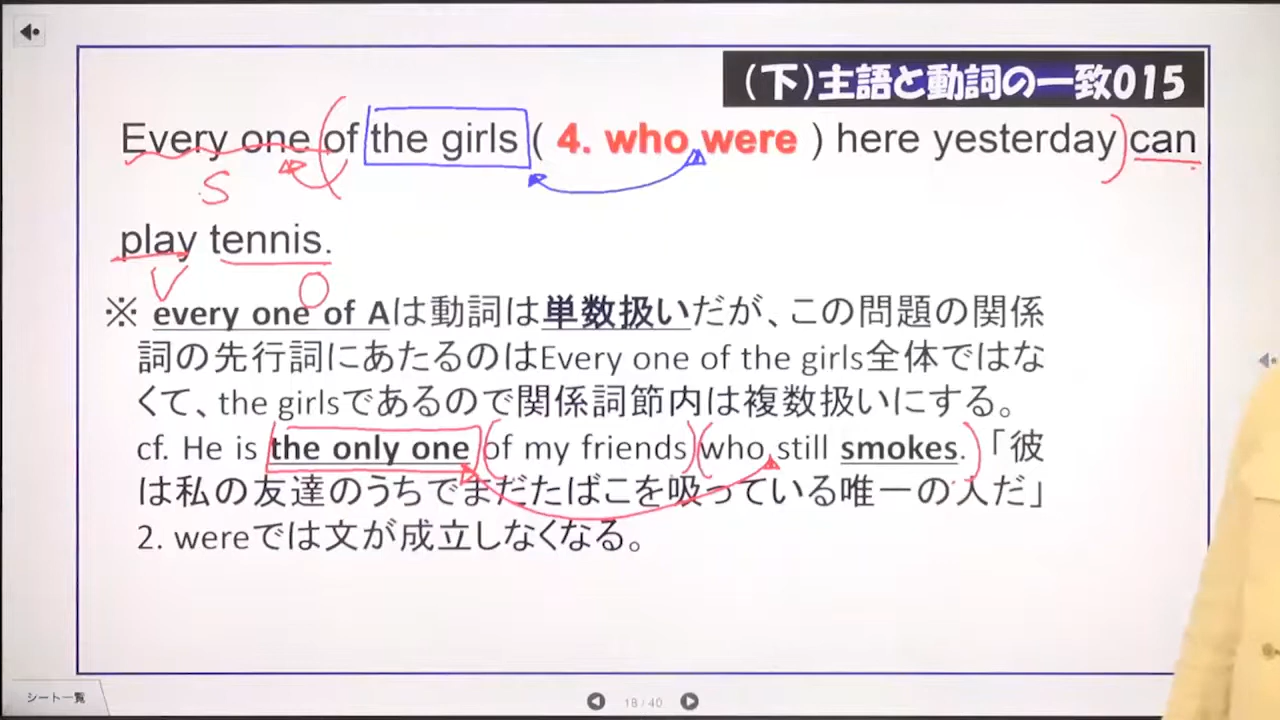 (下)主語と動詞の一致015
Every one of the girls ( 4. who were ) here yesterday can
S
play tennis.
V O
※ every one of Aは動詞は単数扱いだが、この問題の関係
詞の先行詞にあたるのはEvery one of the girls全体ではな
くて、the girlsであるので関係詞節内は複数扱いにする。
cf. He is the only one of my friends who still smokes.「彼
は私の友達のうちでまだたばこを吸っている唯一の人だ」
2. wereでは文が成立しなくなる。
シート一覧
18 / 40